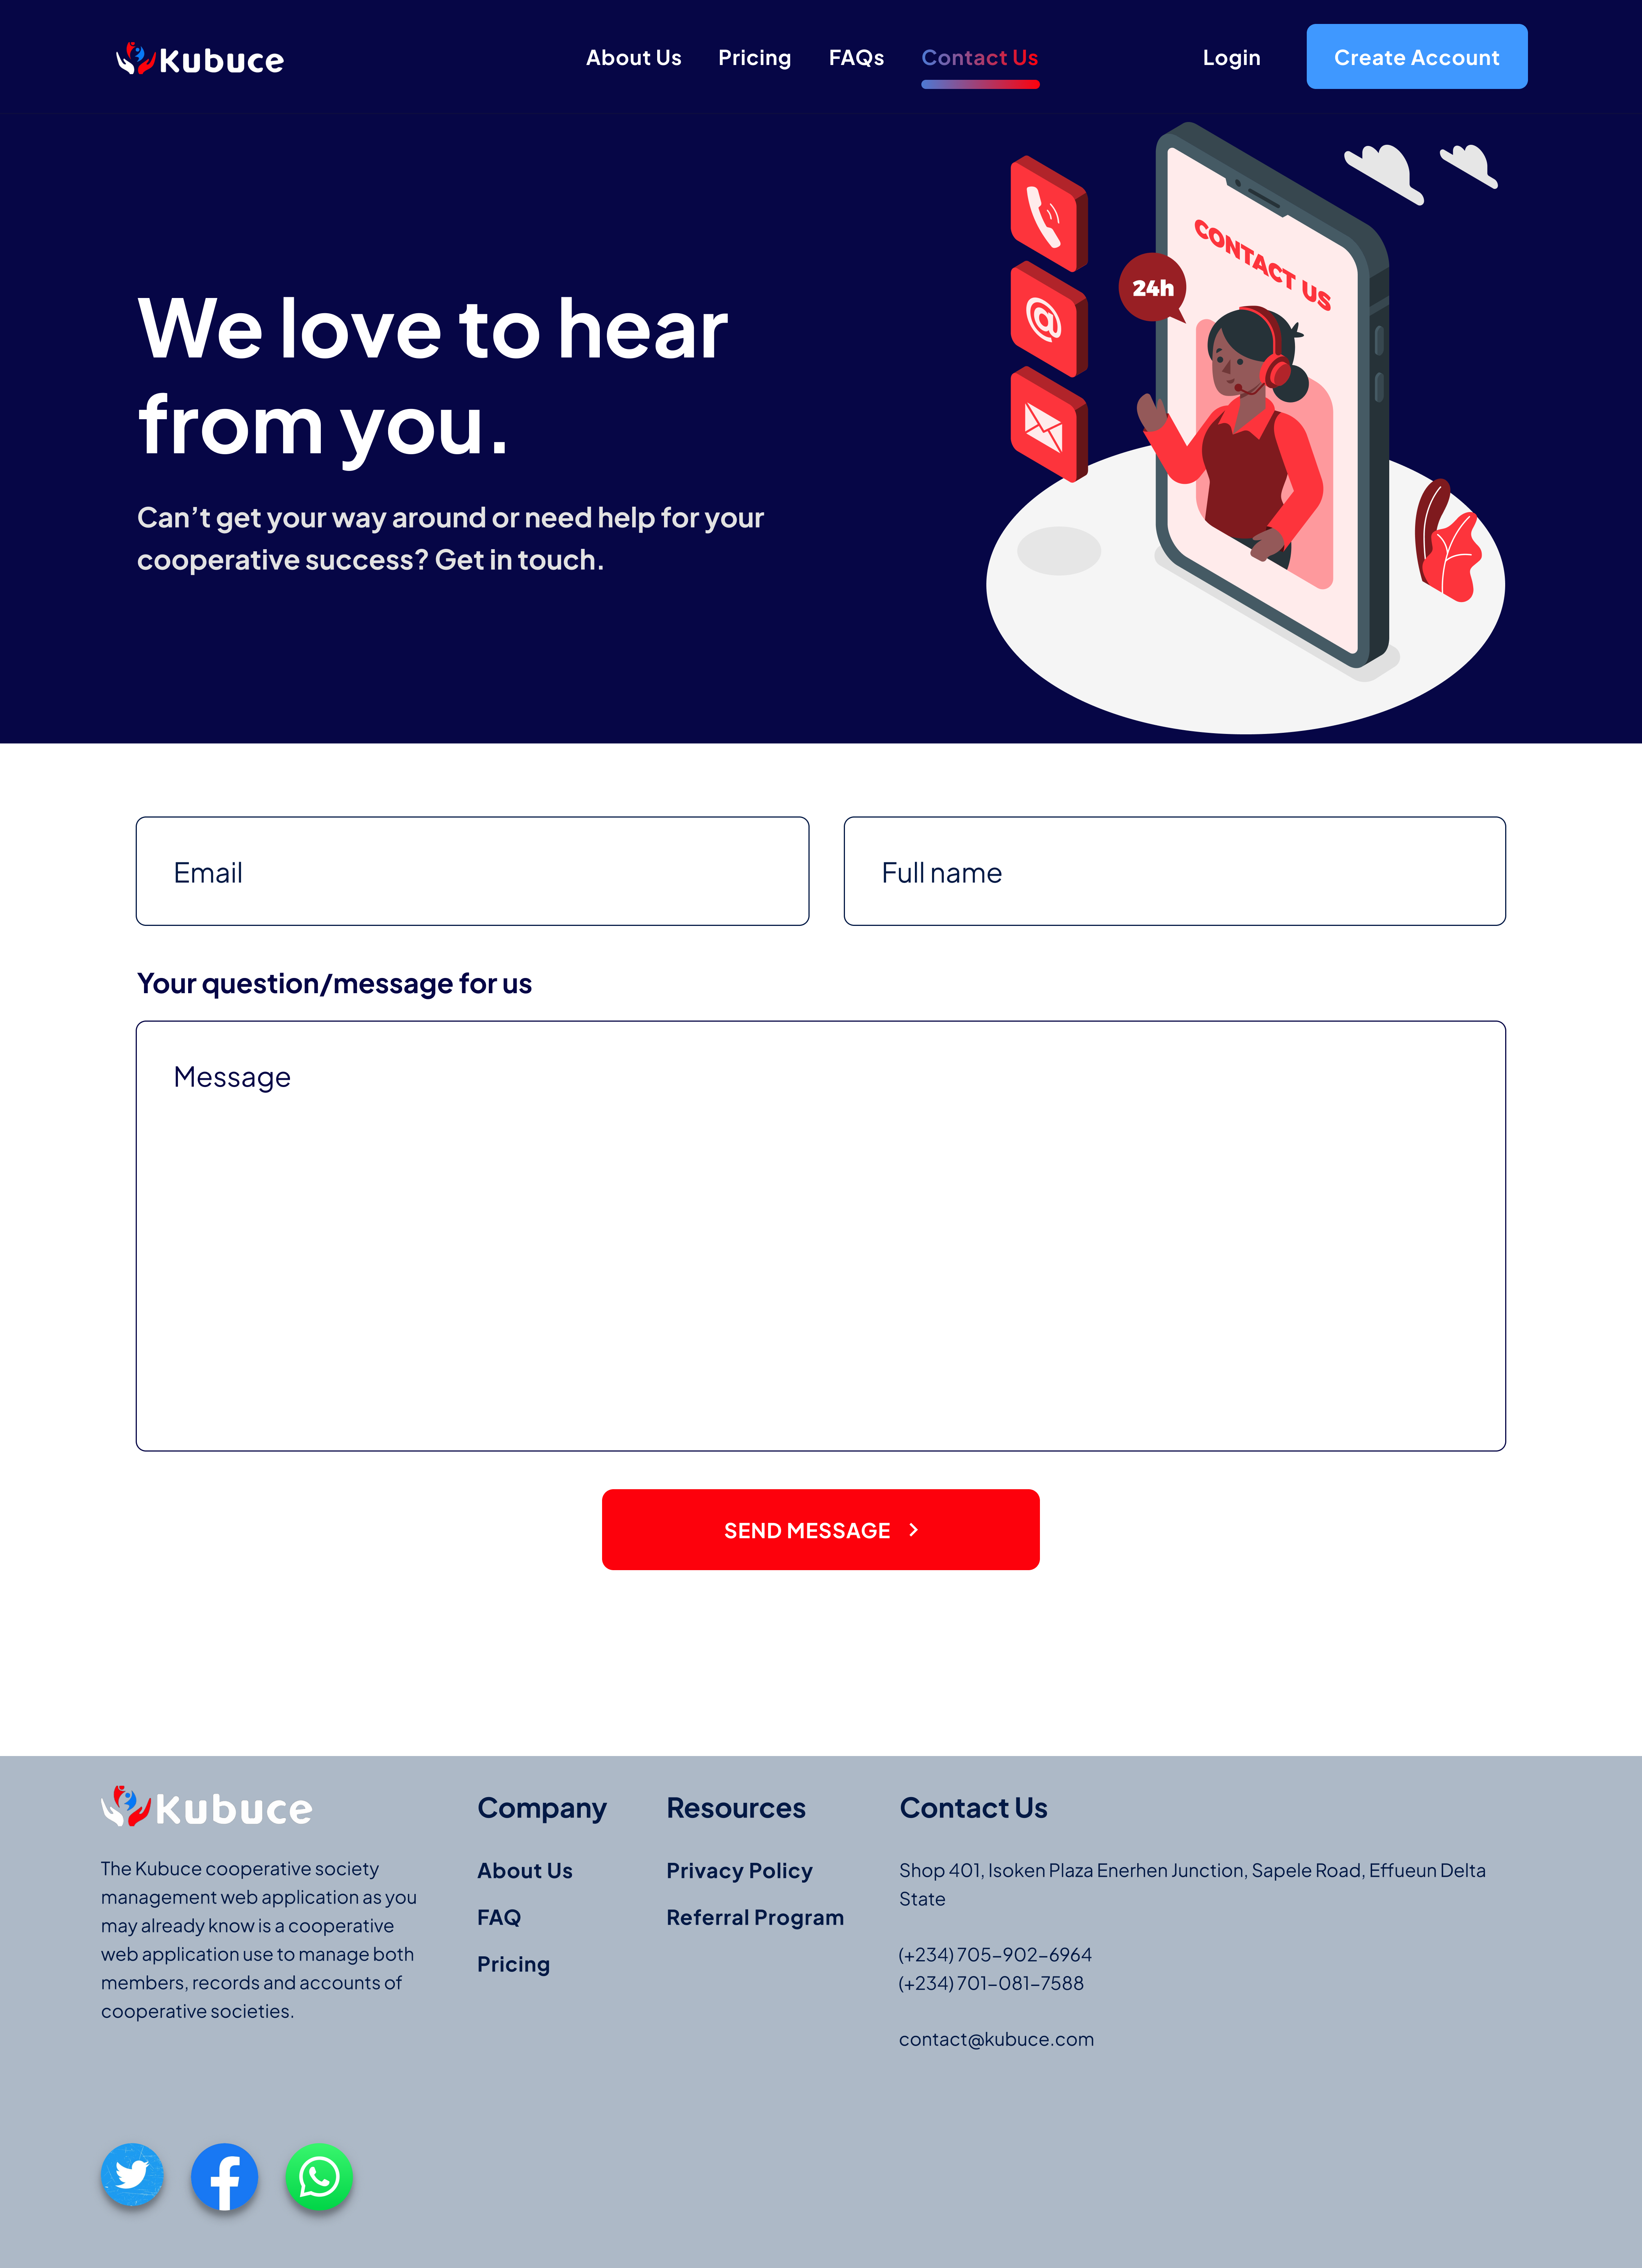 Kubuce
About Us
Pricing
FAQs
Contact Us
Login
Create Account
We love to hear
from you.
Can’t get your way around or need help for your
cooperative success? Get in touch.
CONTACT US
24h
@
Email
Full name
Your question/message for us
Message
SEND MESSAGE
Kubuce
The Kubuce cooperative society
management web application as you
may already know is a cooperative
web application use to manage both
members, records and accounts of
cooperative societies.
Company
About Us
FAQ
Pricing
Resources
Privacy Policy
Referral Program
Contact Us
Shop 401, Isoken Plaza Enerhen Junction, Sapele Road, Effueun Delta
State
(+234) 705-902-6964
(+234) 701-081-7588
contact@kubuce.com